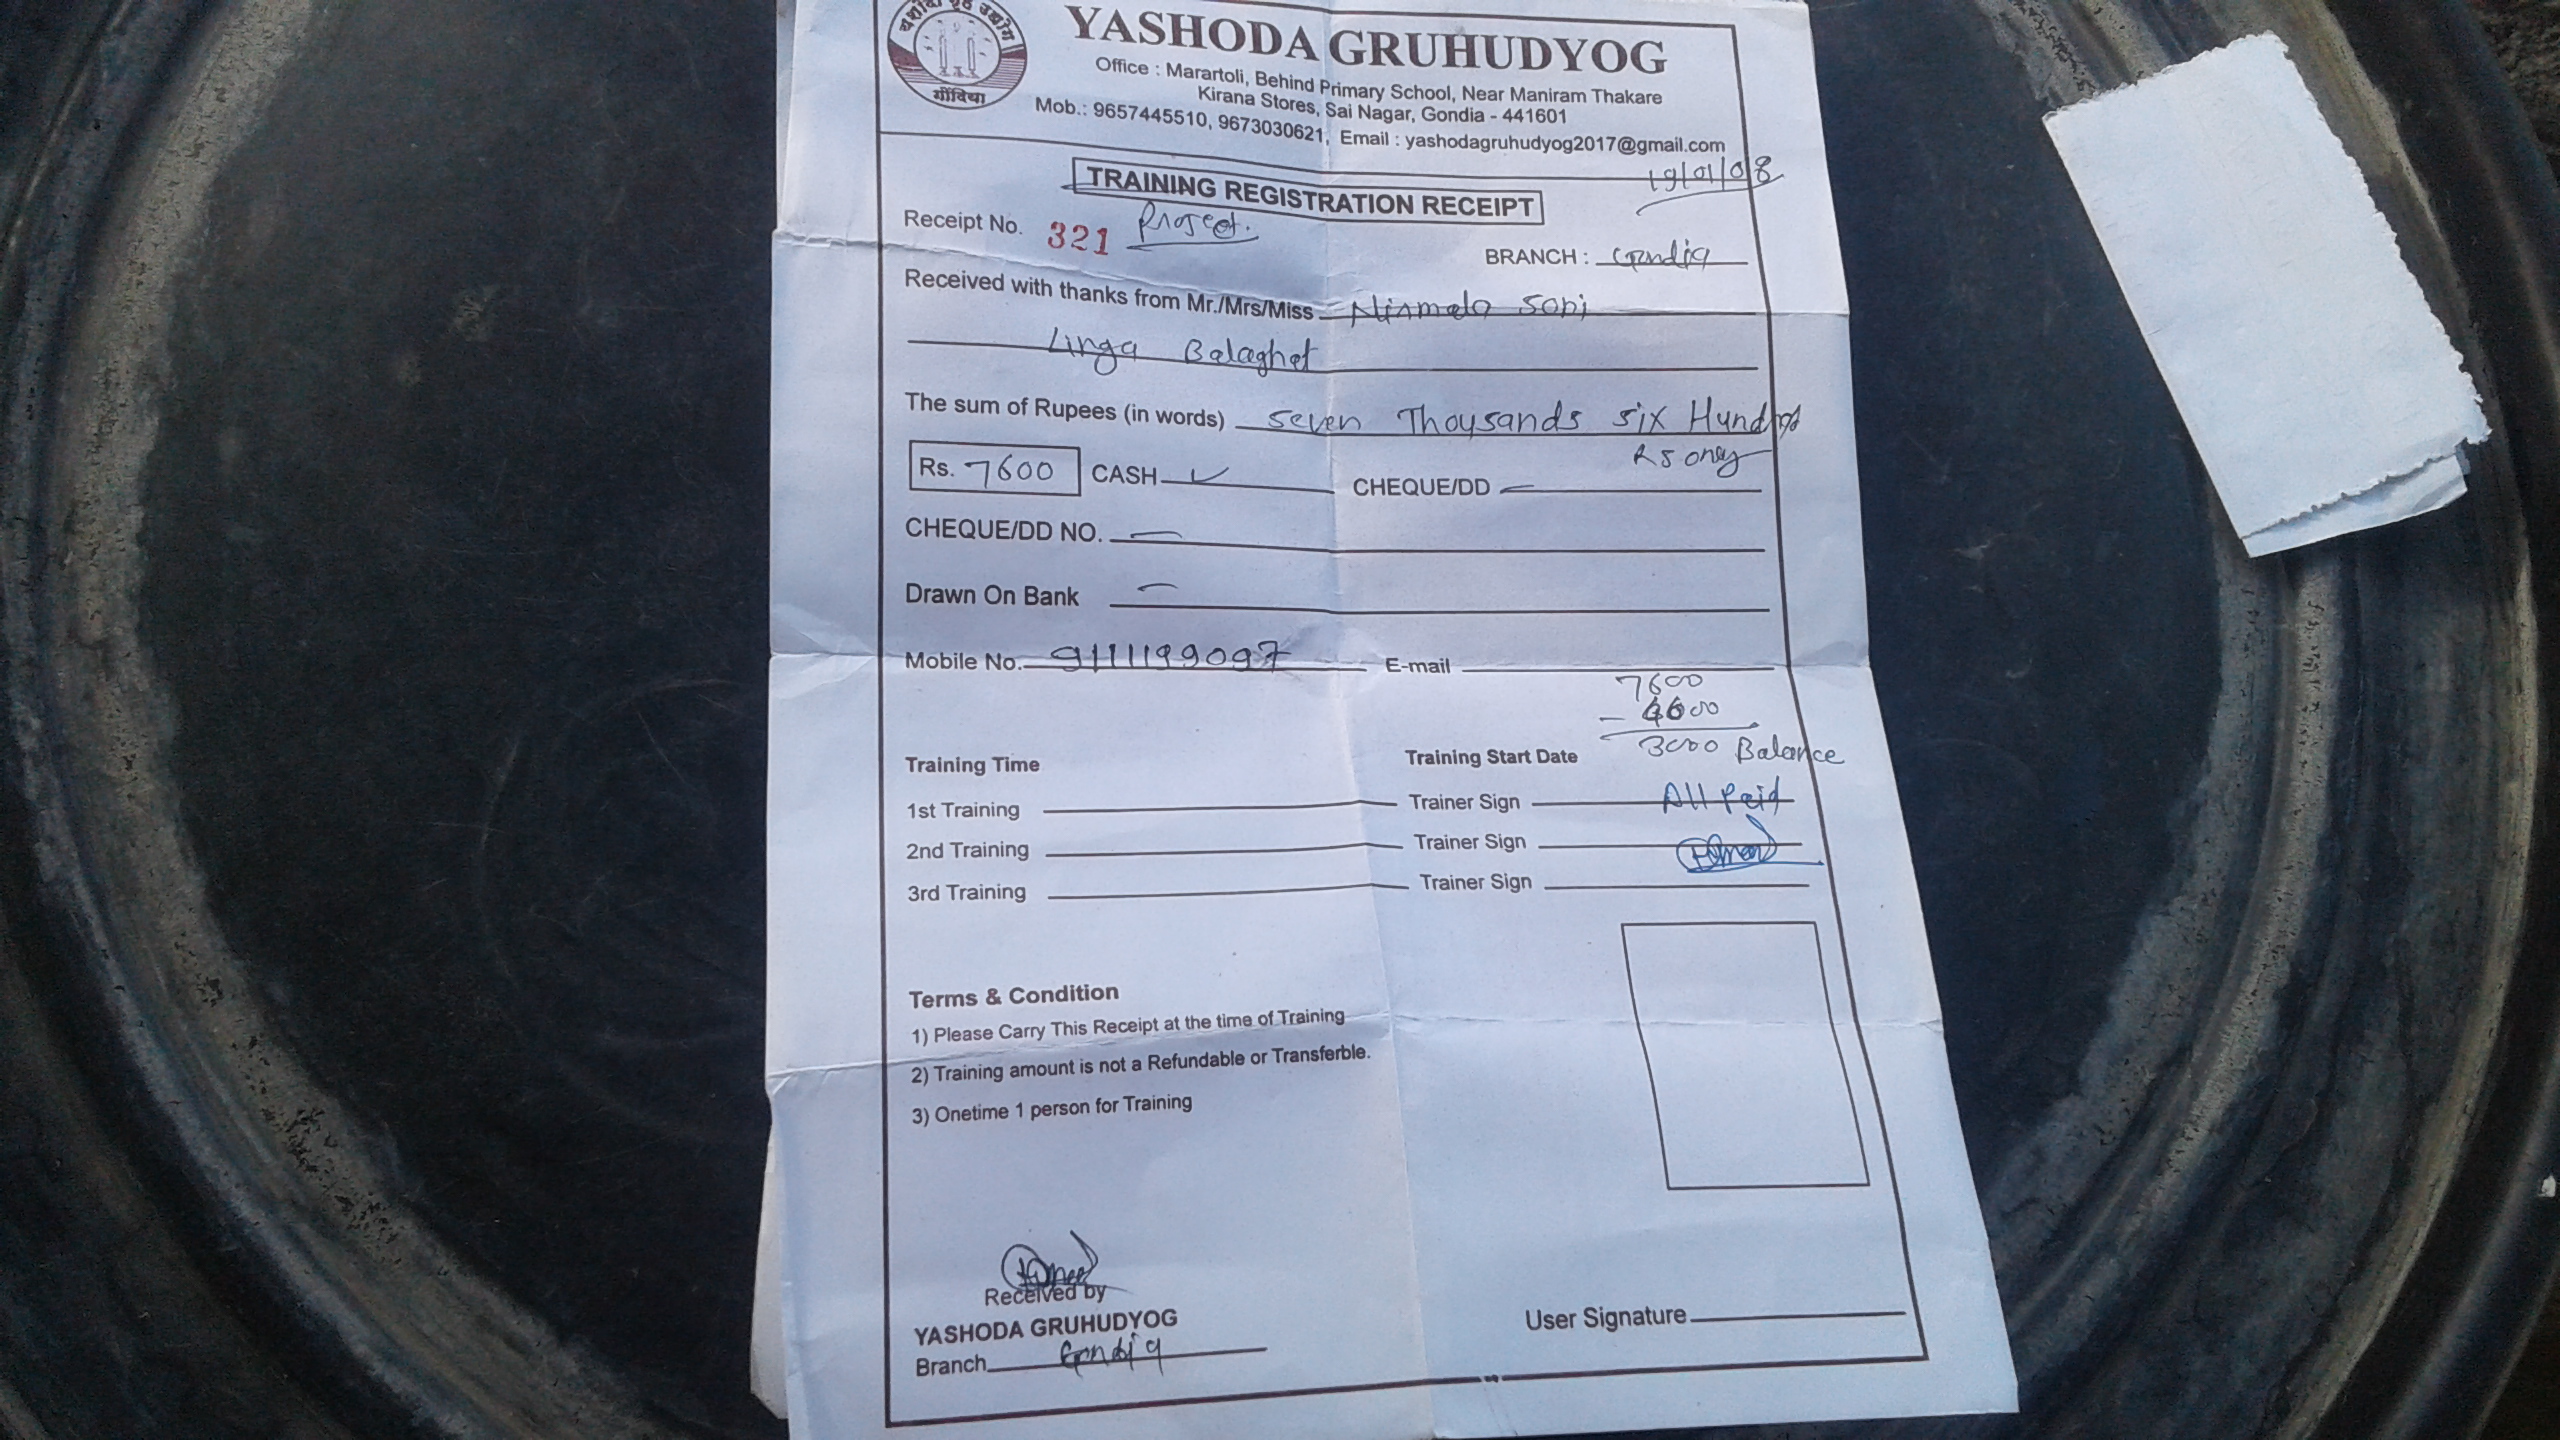 यशोदा गृह उद्योग
गोंदिया
YASHODA GRUHUDYOG
Office : Marartoli, Behind Primary School, Near Maniram Thakare
Kirana Stores, Sai Nagar, Gondia - 441601
Mob.: 9657445510, 9673030621, Email : yashodagruhudyog2017@gmail.com
19/01/08
TRAINING REGISTRATION RECEIPT
Receipt No. 321 Project.
BRANCH : Gondia
Received with thanks from Mr./Mrs/Miss Nirmala Soni
Linga Balaghat
The sum of Rupees (in words) Seven Thousands Six Hundred
Rs only
Rs. 7600 CASH ✓ CHEQUE/DD —
CHEQUE/DD NO. —
Drawn On Bank —
Mobile No. 9111199097 E-mail
7600
- 4600
3000 Balance
Training Time Training Start Date
1st Training Trainer Sign All Paid
2nd Training Trainer Sign
3rd Training Trainer Sign
Terms & Condition
1) Please Carry This Receipt at the time of Training
2) Training amount is not a Refundable or Transferble.
3) Onetime 1 person for Training
Received by
YASHODA GRUHUDYOG
Branch Gondia
User Signature